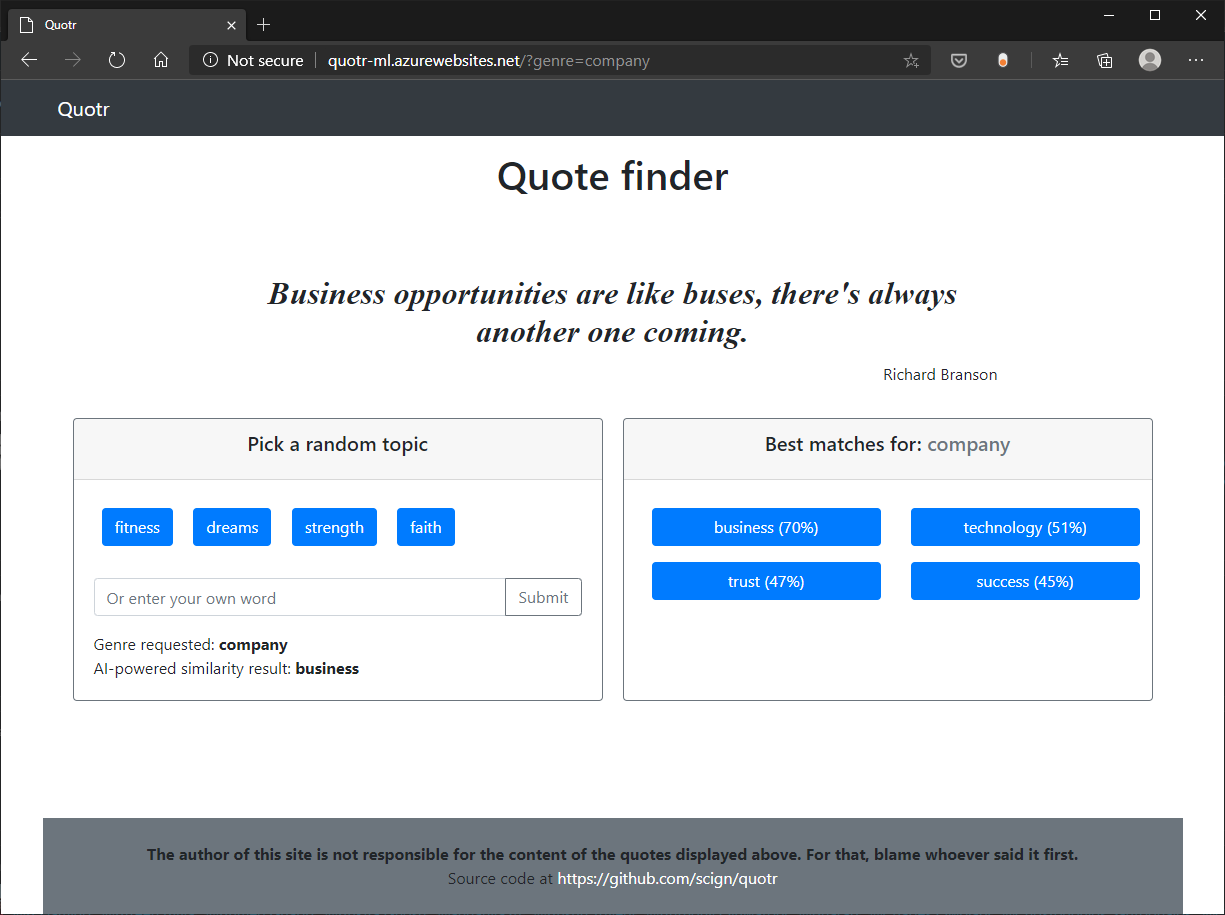 Quotr
Not secure quotr-ml.azurewebsites.net/?genre=company
Quotr
Quote finder
Business opportunities are like buses, there's always
another one coming.
Richard Branson
Pick a random topic
fitness dreams strength faith
Or enter your own word Submit
Genre requested: company
AI-powered similarity result: business
Best matches for: company
business (70%) technology (51%)
trust (47%) success (45%)
The author of this site is not responsible for the content of the quotes displayed above. For that, blame whoever said it first.
Source code at https://github.com/scign/quotr